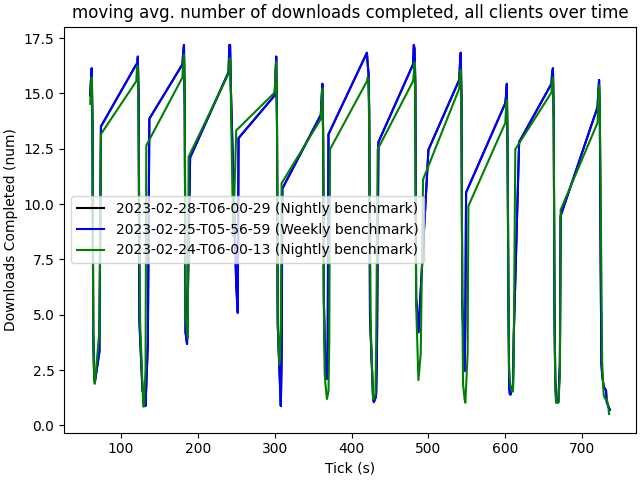 moving avg. number of downloads completed, all clients over time
17.5
15.0
12.5
10.0
7.5
5.0
2.5
0.0
Downloads Completed (num)
2023-02-28-T06-00-29 (Nightly benchmark)
2023-02-25-T05-56-59 (Weekly benchmark)
2023-02-24-T06-00-13 (Nightly benchmark)
100 200 300 400 500 600 700
Tick (s)